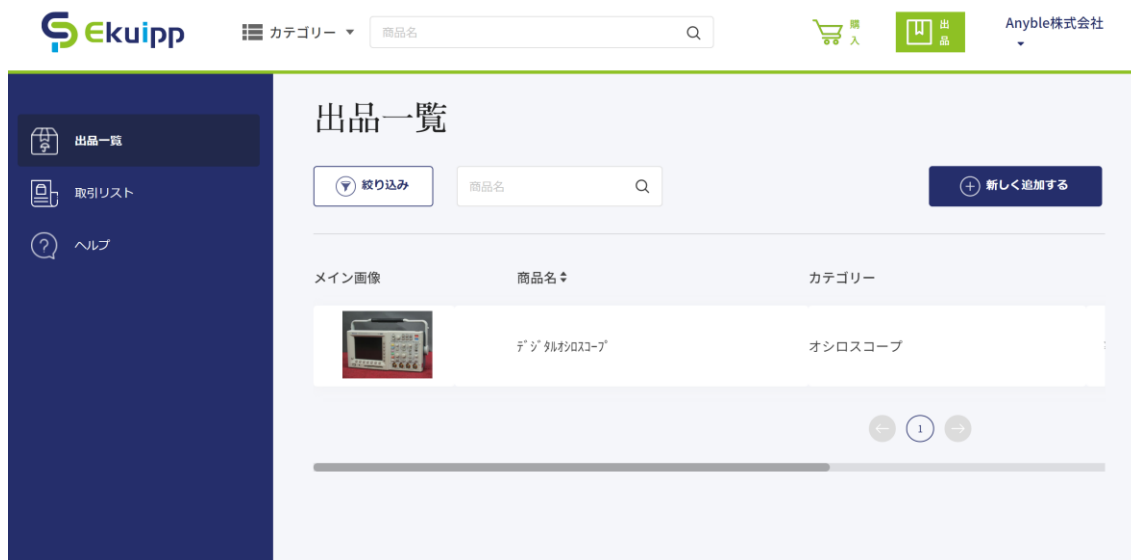 Ekuipp
カテゴリー
商品名
購入
出品
Anyble株式会社
出品一覧
取引リスト
ヘルプ
出品一覧
絞り込み
商品名
新しく追加する
メイン画像
商品名
カテゴリー
ﾃﾞｼﾞﾀﾙｵｼﾛｽｺｰﾌﾟ
オシロスコープ
1